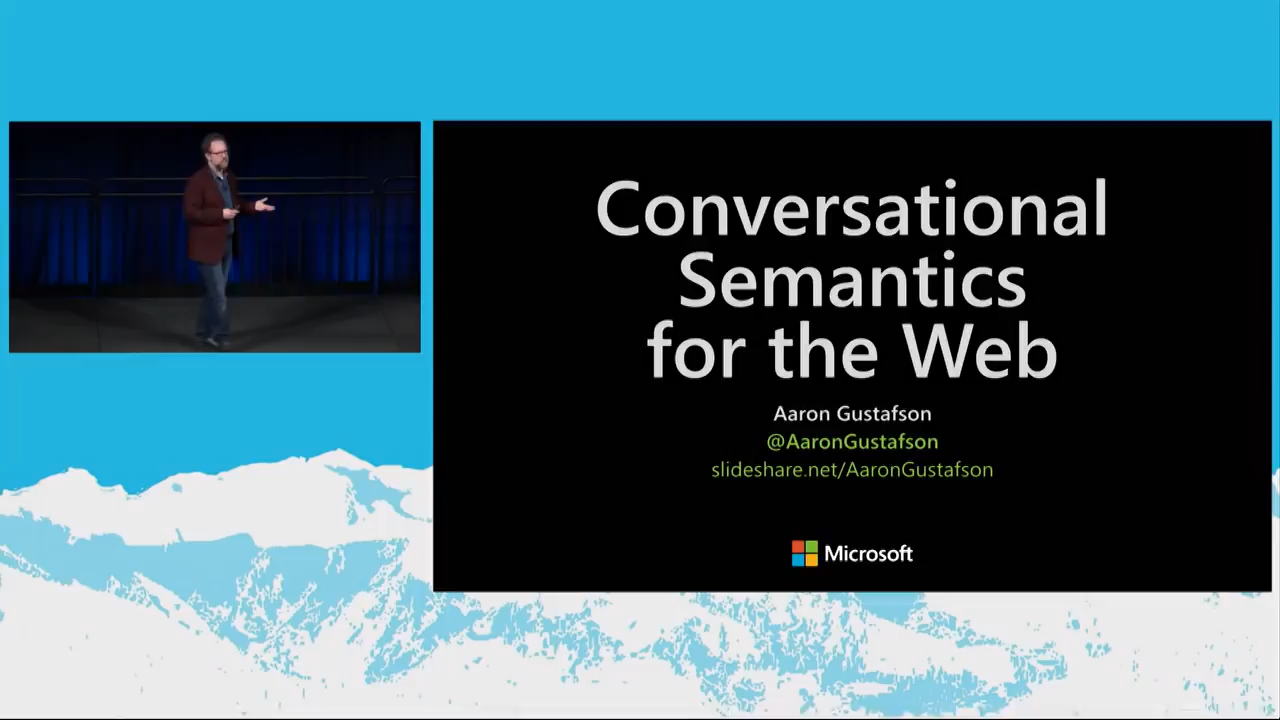 Conversational
Semantics
for the Web
Aaron Gustafson
@AaronGustafson
slideshare.net/AaronGustafson
Microsoft